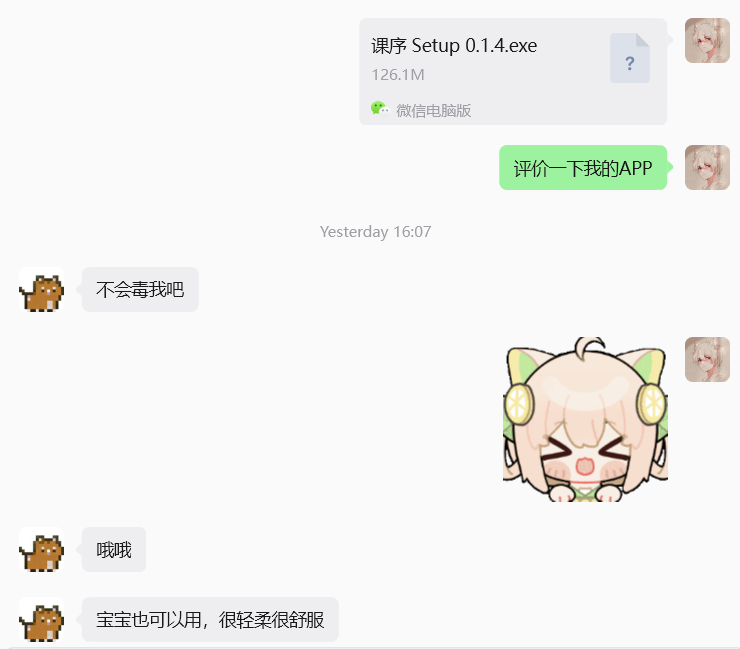 课序 Setup 0.1.4.exe
126.1M
?
微信电脑版
评价一下我的APP
Yesterday 16:07
不会毒我吧
哦哦
宝宝也可以用，很轻柔很舒服